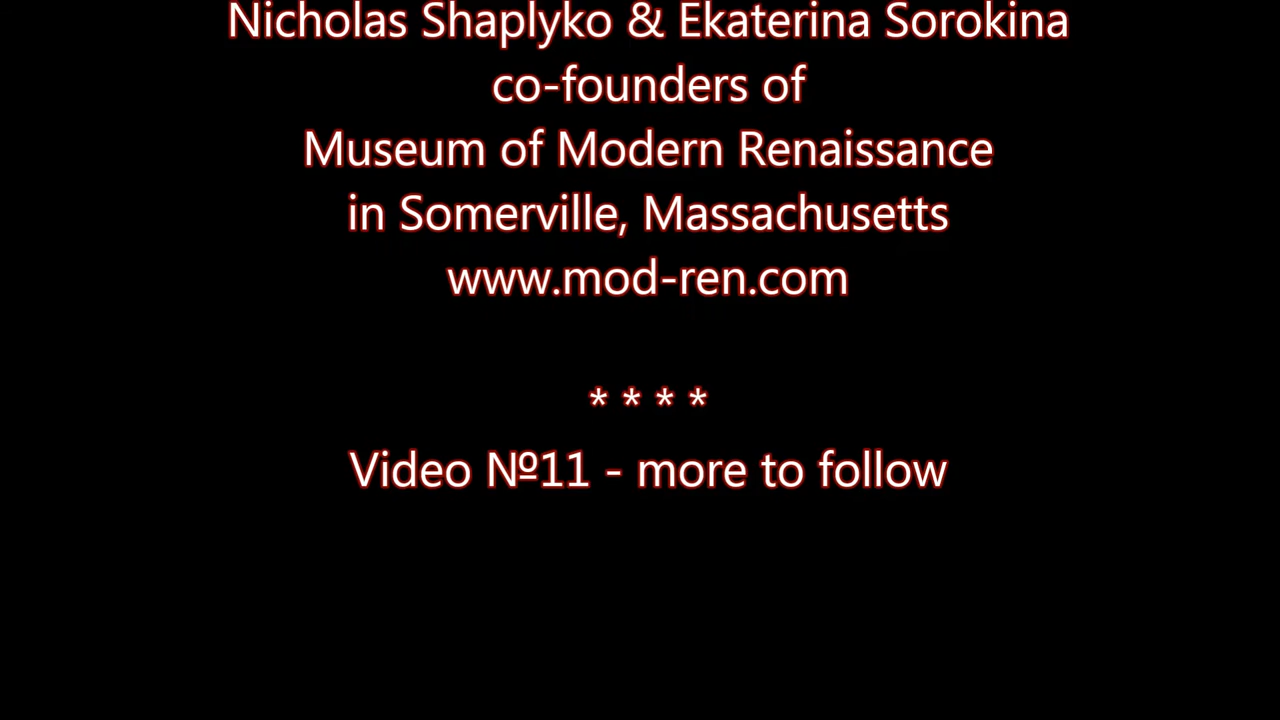 Nicholas Shaplyko & Ekaterina Sorokina
co-founders of
Museum of Modern Renaissance
in Somerville, Massachusetts
www.mod-ren.com
* * * *
Video №11 - more to follow